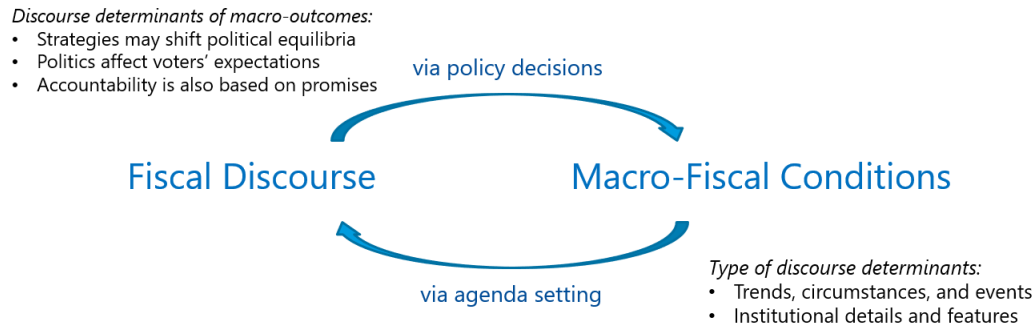 Discourse determinants of macro-outcomes:
• Strategies may shift political equilibria
• Politics affect voters’ expectations
• Accountability is also based on promises
via policy decisions
Fiscal Discourse
Macro-Fiscal Conditions
via agenda setting
Type of discourse determinants:
• Trends, circumstances, and events
• Institutional details and features